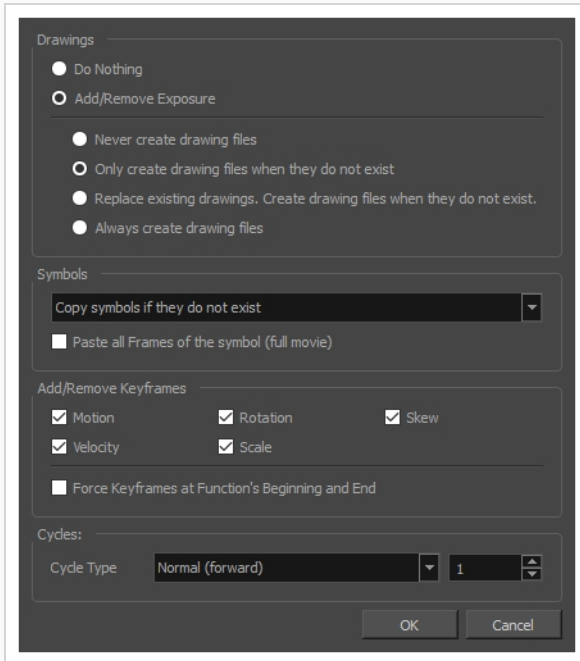 Drawings
Do Nothing
Add/Remove Exposure
Never create drawing files
Only create drawing files when they do not exist
Replace existing drawings. Create drawing files when they do not exist.
Always create drawing files
Symbols
Copy symbols if they do not exist
Paste all Frames of the symbol (full movie)
Add/Remove Keyframes
Motion Rotation Skew
Velocity Scale
Force Keyframes at Function's Beginning and End
Cycles:
Cycle Type Normal (forward) 1
OK Cancel